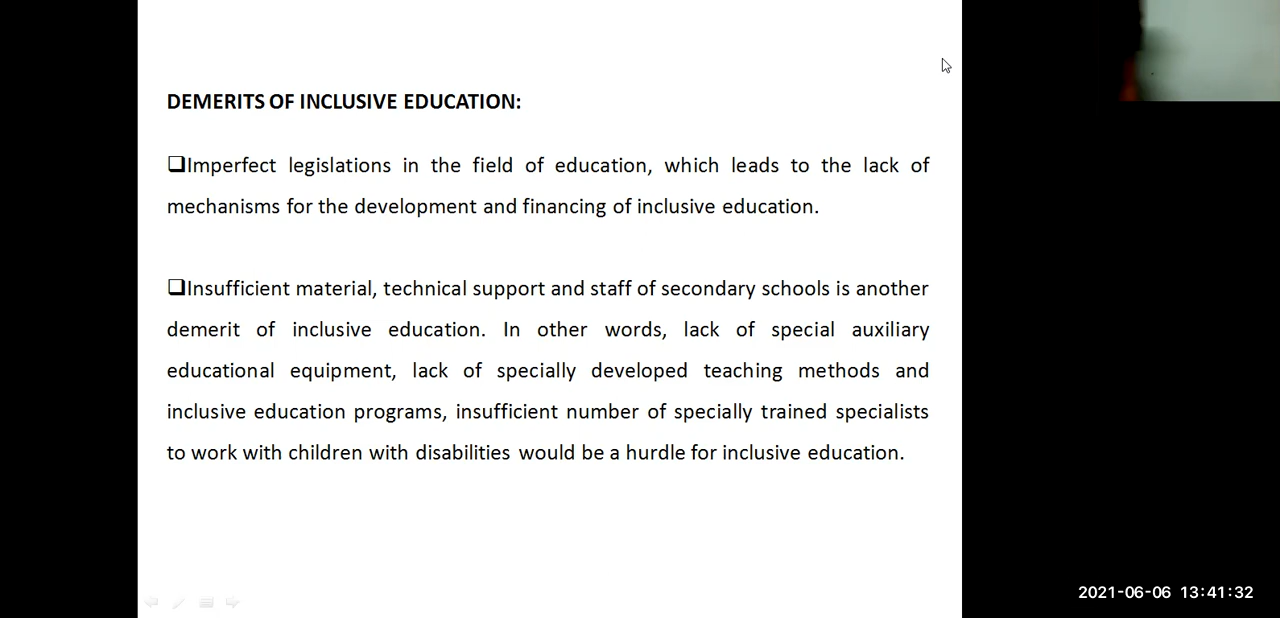 DEMERITS OF INCLUSIVE EDUCATION:
❑Imperfect legislations in the field of education, which leads to the lack of
mechanisms for the development and financing of inclusive education.
❑Insufficient material, technical support and staff of secondary schools is another
demerit of inclusive education. In other words, lack of special auxiliary
educational equipment, lack of specially developed teaching methods and
inclusive education programs, insufficient number of specially trained specialists
to work with children with disabilities would be a hurdle for inclusive education.
2021-06-06 13:41:32